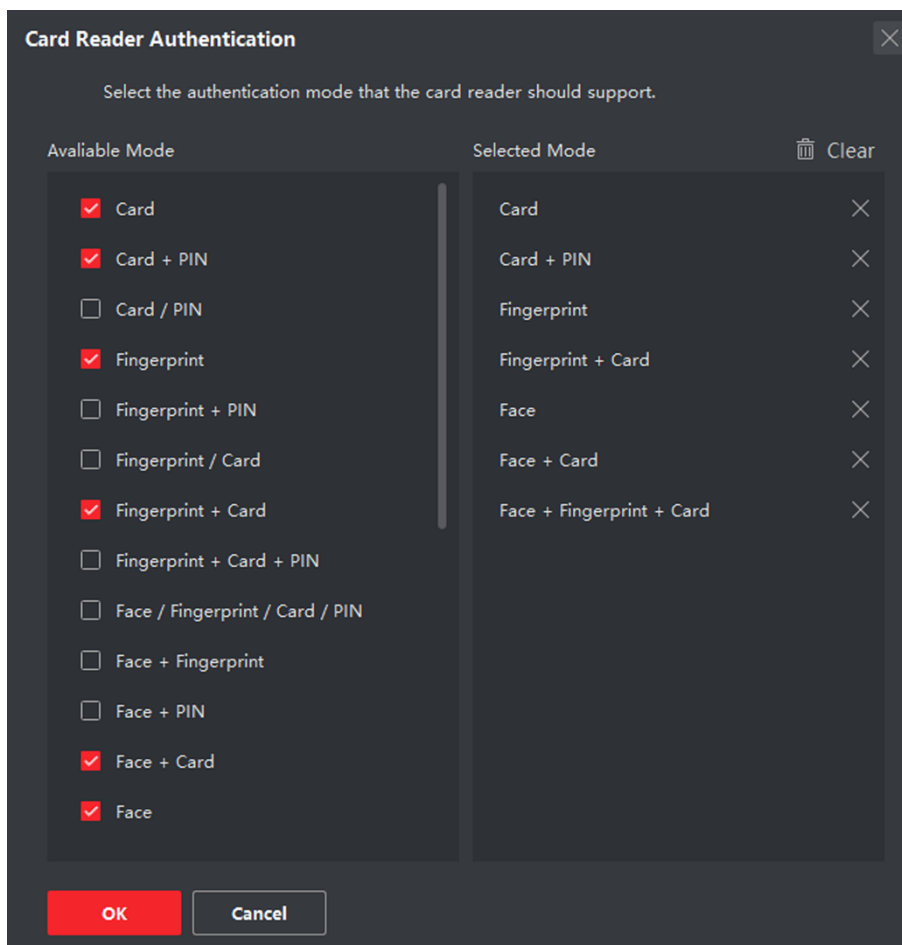 Card Reader Authentication
Select the authentication mode that the card reader should support.
Avaliable Mode
Card
Card + PIN
Card / PIN
Fingerprint
Fingerprint + PIN
Fingerprint / Card
Fingerprint + Card
Fingerprint + Card + PIN
Face / Fingerprint / Card / PIN
Face + Fingerprint
Face + PIN
Face + Card
Face
Selected Mode
Clear
Card
Card + PIN
Fingerprint
Fingerprint + Card
Face
Face + Card
Face + Fingerprint + Card
OK
Cancel